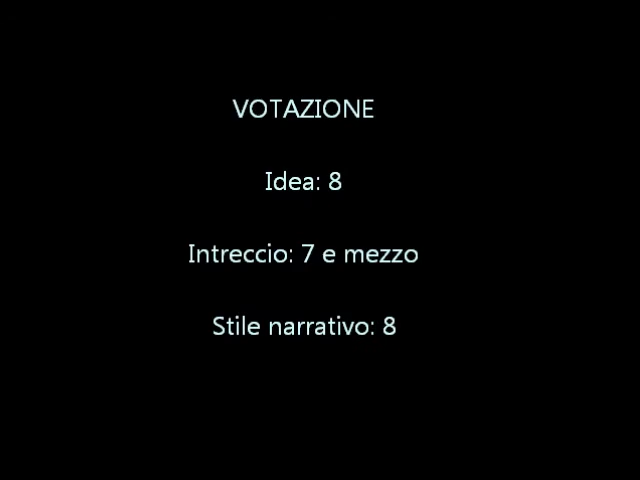 VOTAZIONE
Idea: 8
Intreccio: 7 e mezzo
Stile narrativo: 8